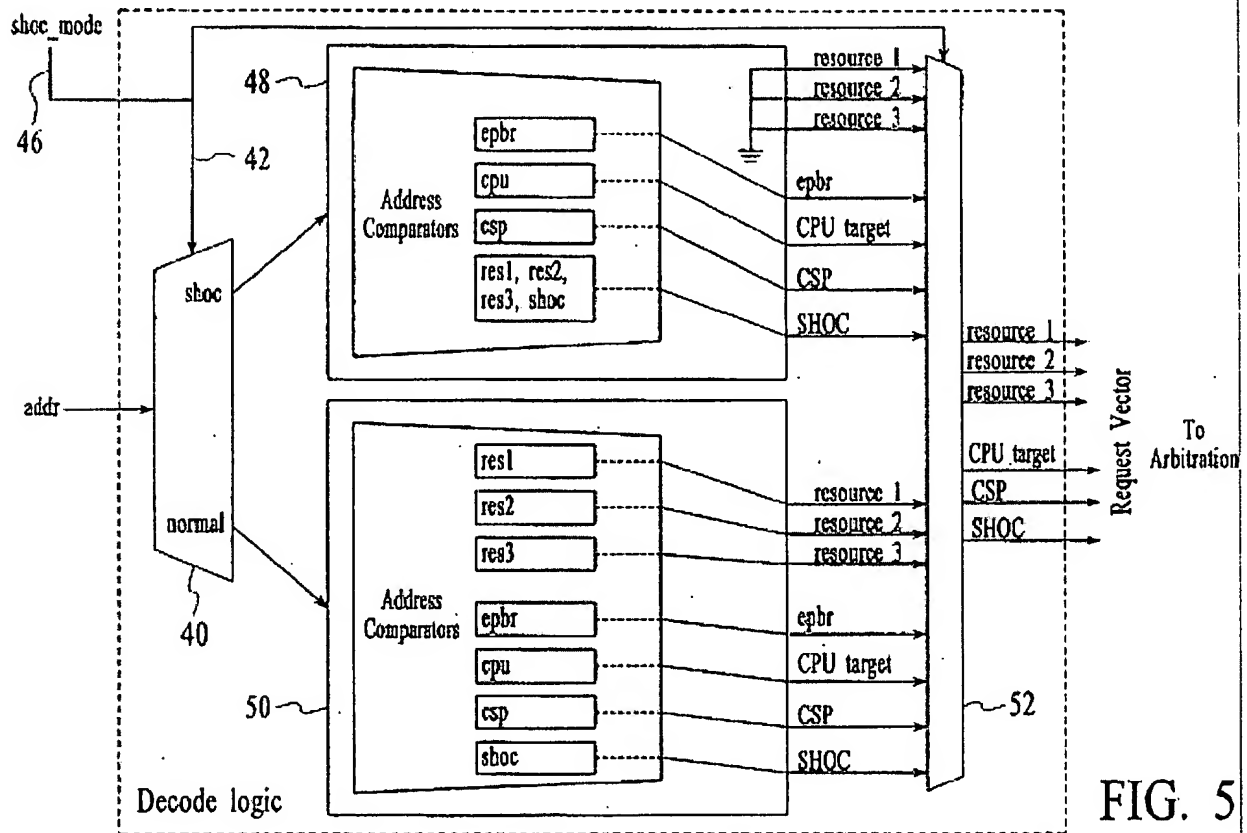 shoc_mode
46
42
48
Address
Comparators
epbr
cpu
csp
res1, res2,
res3, shoc
resource 1
resource 2
resource 3
epbr
CPU target
CSP
SHOC
shoc
normal
addr
40
50
Address
Comparators
res1
res2
res3
epbr
cpu
csp
shoc
resource 1
resource 2
resource 3
epbr
CPU target
CSP
SHOC
52
resource 1
resource 2
resource 3
CPU target
CSP
SHOC
Request Vector
To
Arbitration
Decode logic
FIG. 5